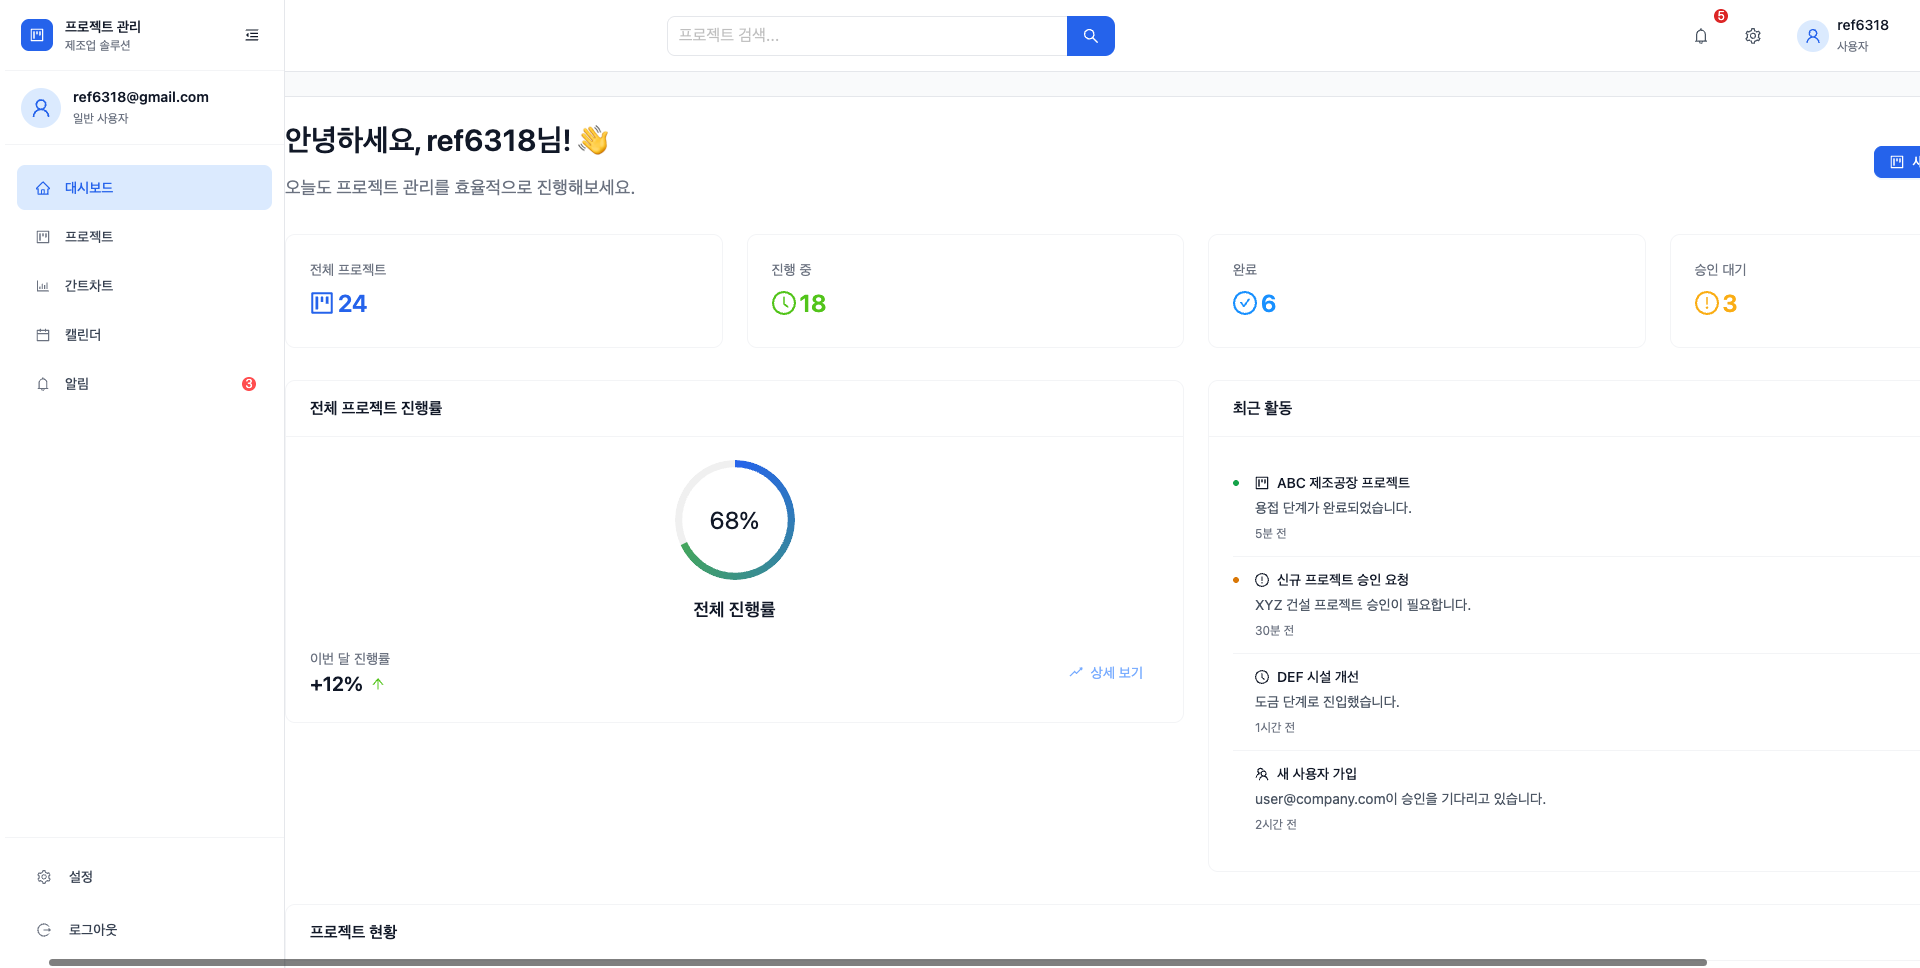 프로젝트 관리
제조업 솔루션
ref6318@gmail.com
일반 사용자
대시보드
프로젝트
간트차트
캘린더
알림
3
설정
로그아웃
프로젝트 검색...
5
ref6318
사용자
안녕하세요, ref6318님! 👋
오늘도 프로젝트 관리를 효율적으로 진행해보세요.
전체 프로젝트
24
진행 중
18
완료
6
승인 대기
3
전체 프로젝트 진행률
68%
전체 진행률
이번 달 진행률
+12%
상세 보기
최근 활동
ABC 제조공장 프로젝트
용접 단계가 완료되었습니다.
5분 전
신규 프로젝트 승인 요청
XYZ 건설 프로젝트 승인이 필요합니다.
30분 전
DEF 시설 개선
도금 단계로 진입했습니다.
1시간 전
새 사용자 가입
user@company.com이 승인을 기다리고 있습니다.
2시간 전
프로젝트 현황